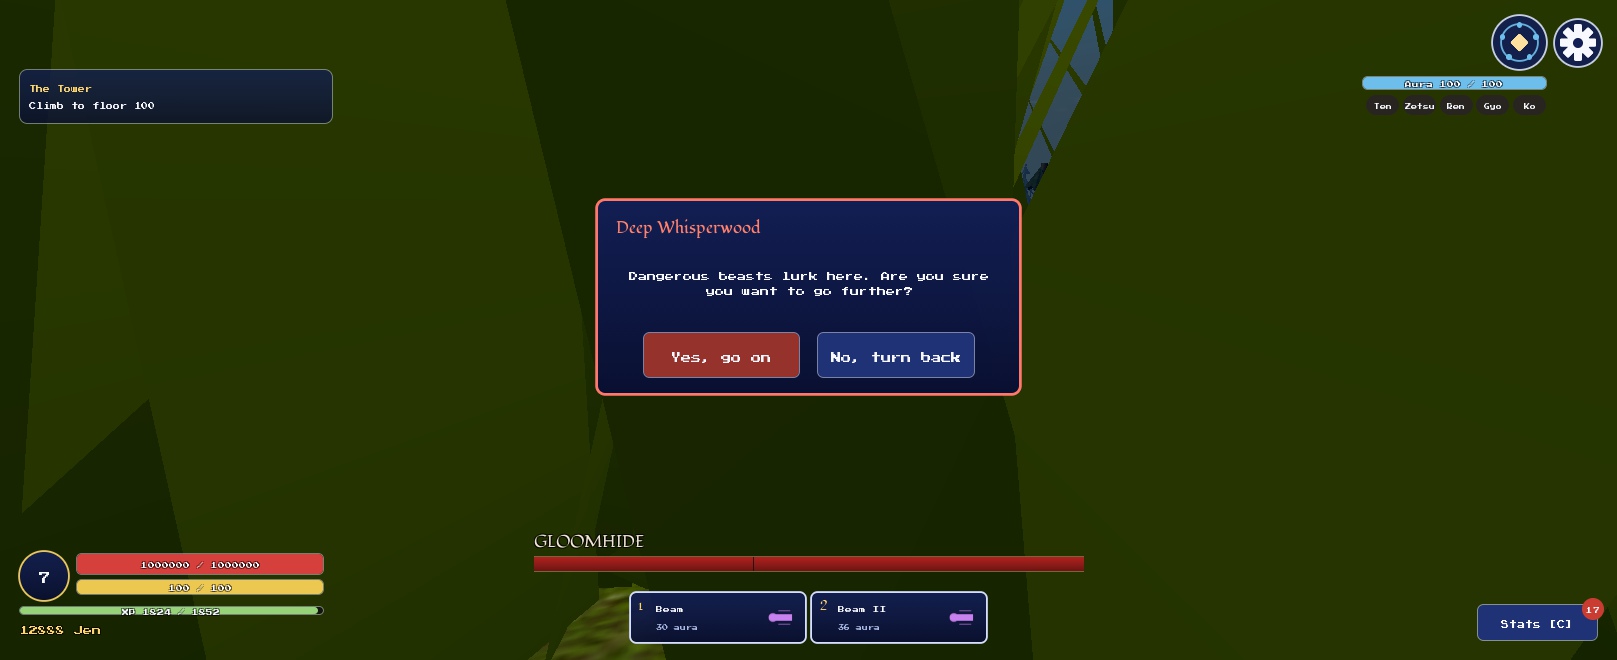 The Tower
Climb to floor 100
Aura 100 / 100
Ten Zetsu Ren Gyo Ko
Deep Whisperwood
Dangerous beasts lurk here. Are you sure
you want to go further?
Yes, go on
No, turn back
GLOOMHIDE
7
1000000 / 1000000
100 / 100
XP 1824 / 1852
12888 Jen
1 Beam
30 aura
2 Beam II
36 aura
17
Stats [C]